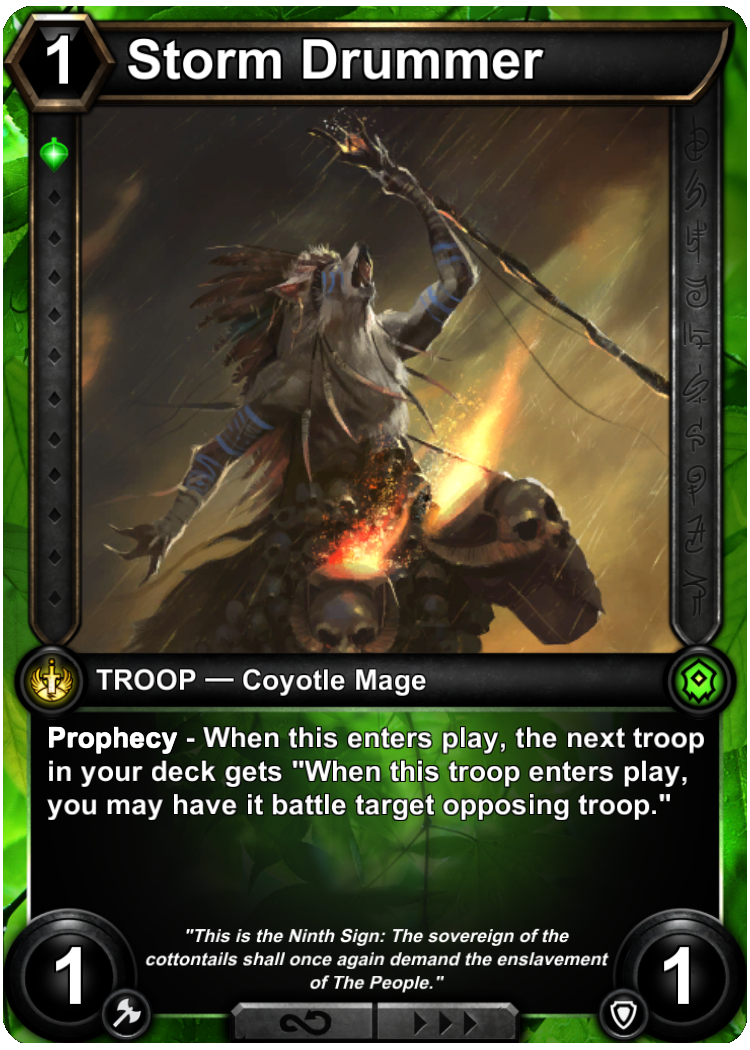 1
Storm Drummer
TROOP — Coyotle Mage
Prophecy - When this enters play, the next troop
in your deck gets "When this troop enters play,
you may have it battle target opposing troop."
"This is the Ninth Sign: The sovereign of the
cottontails shall once again demand the enslavement
of The People."
1
1